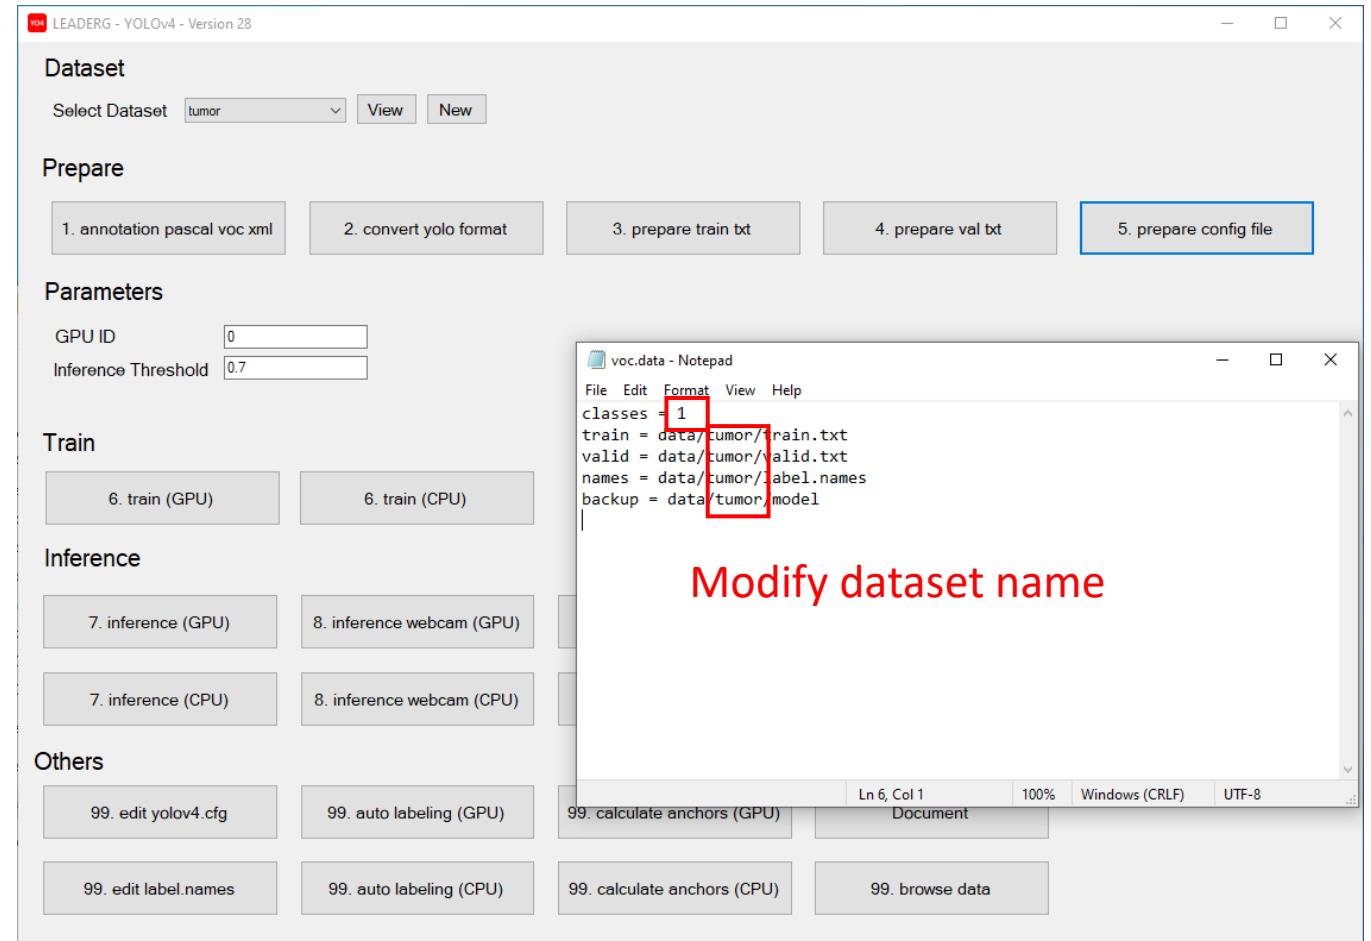 YO4 LEADERG - YOLOv4 - Version 28
Dataset
Select Dataset tumor View New
Prepare
1. annotation pascal voc xml 2. convert yolo format 3. prepare train txt 4. prepare val txt 5. prepare config file
Parameters
GPU ID 0
Inference Threshold 0.7
voc.data - Notepad
File Edit Format View Help
classes = 1
train = data/tumor/train.txt
valid = data/tumor/valid.txt
names = data/tumor/label.names
backup = data/tumor/model
Modify dataset name
Ln 6, Col 1 100% Windows (CRLF) UTF-8
Train
6. train (GPU) 6. train (CPU)
Inference
7. inference (GPU) 8. inference webcam (GPU)
7. inference (CPU) 8. inference webcam (CPU)
Others
99. edit yolov4.cfg 99. auto labeling (GPU) 99. calculate anchors (GPU) Document
99. edit label.names 99. auto labeling (CPU) 99. calculate anchors (CPU) 99. browse data